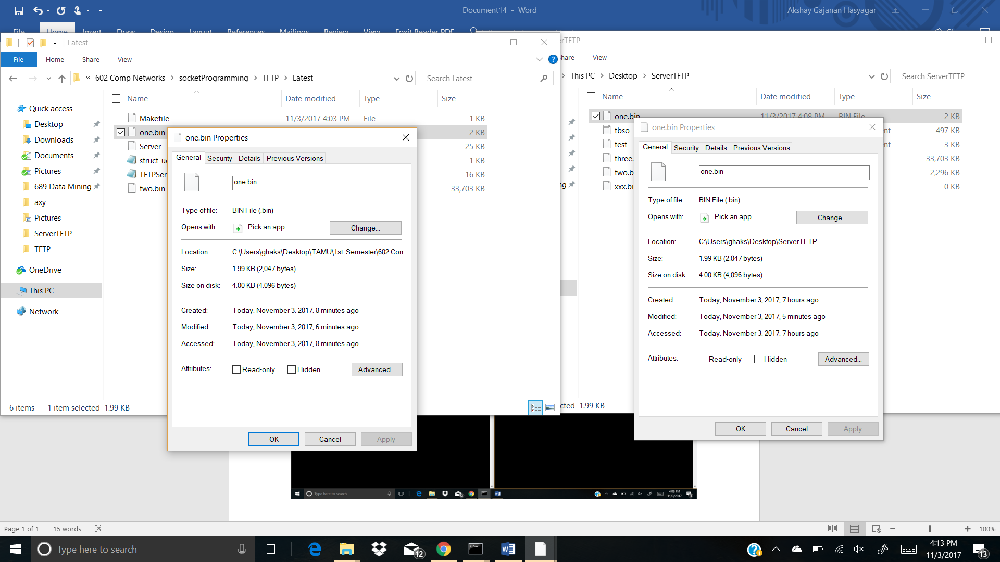 Document14 - Word
Akshay Gajanan Hasyagar
File Home Insert Draw Design Layout References Mailings Review View Foxit Reader PDF
Latest
File Home Share View
« 602 Comp Networks > socketProgramming > TFTP > Latest
Search Latest
Name Date modified Type Size
Quick access
Desktop
Downloads
Documents
Pictures
689 Data Mining
axy
Pictures
ServerTFTP
TFTP
OneDrive
This PC
Network
Makefile 11/3/2017 4:03 PM File 1 KB
one.bin 2 KB
Server 25 KB
struct_uc 1 KB
TFTPSer 16 KB
two.bin 33,703 KB
6 items 1 item selected 1.99 KB
one.bin Properties
General Security Details Previous Versions
one.bin
Type of file: BIN File (.bin)
Opens with: Pick an app Change...
Location: C:\Users\ghaks\Desktop\TAMU\1st Semester\602 Com
Size: 1.99 KB (2,047 bytes)
Size on disk: 4.00 KB (4,096 bytes)
Created: Today, November 3, 2017, 8 minutes ago
Modified: Today, November 3, 2017, 6 minutes ago
Accessed: Today, November 3, 2017, 8 minutes ago
Attributes: Read-only Hidden Advanced...
OK Cancel Apply
erTFTP
Share View
> This PC > Desktop > ServerTFTP
Search ServerTFTP
Name Date modified Type Size
one.bin 11/3/2017 4:08 PM BIN File 2 KB
tbso nt 497 KB
test nt 3 KB
three. 33,703 KB
two.b 2,296 KB
xxx.bi 0 KB
ng
cted 1.99 KB
one.bin Properties
General Security Details Previous Versions
one.bin
Type of file: BIN File (.bin)
Opens with: Pick an app Change...
Location: C:\Users\ghaks\Desktop\ServerTFTP
Size: 1.99 KB (2,047 bytes)
Size on disk: 4.00 KB (4,096 bytes)
Created: Today, November 3, 2017, 7 hours ago
Modified: Today, November 3, 2017, 5 minutes ago
Accessed: Today, November 3, 2017, 7 hours ago
Attributes: Read-only Hidden Advanced...
OK Cancel Apply
Type here to search
4:08 PM
11/3/2017
Page 1 of 1 15 words
100%
Type here to search
12
4:13 PM
11/3/2017
13